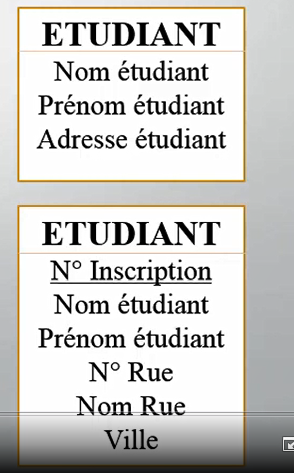 ETUDIANT
Nom étudiant
Prénom étudiant
Adresse étudiant
ETUDIANT
N° Inscription
Nom étudiant
Prénom étudiant
N° Rue
Nom Rue
Ville